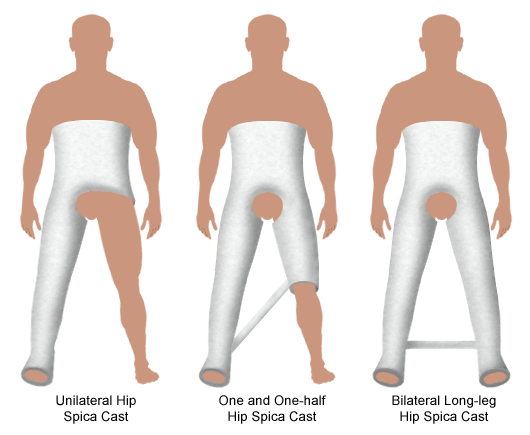 Unilateral Hip
Spica Cast
One and One-half
Hip Spica Cast
Bilateral Long-leg
Hip Spica Cast